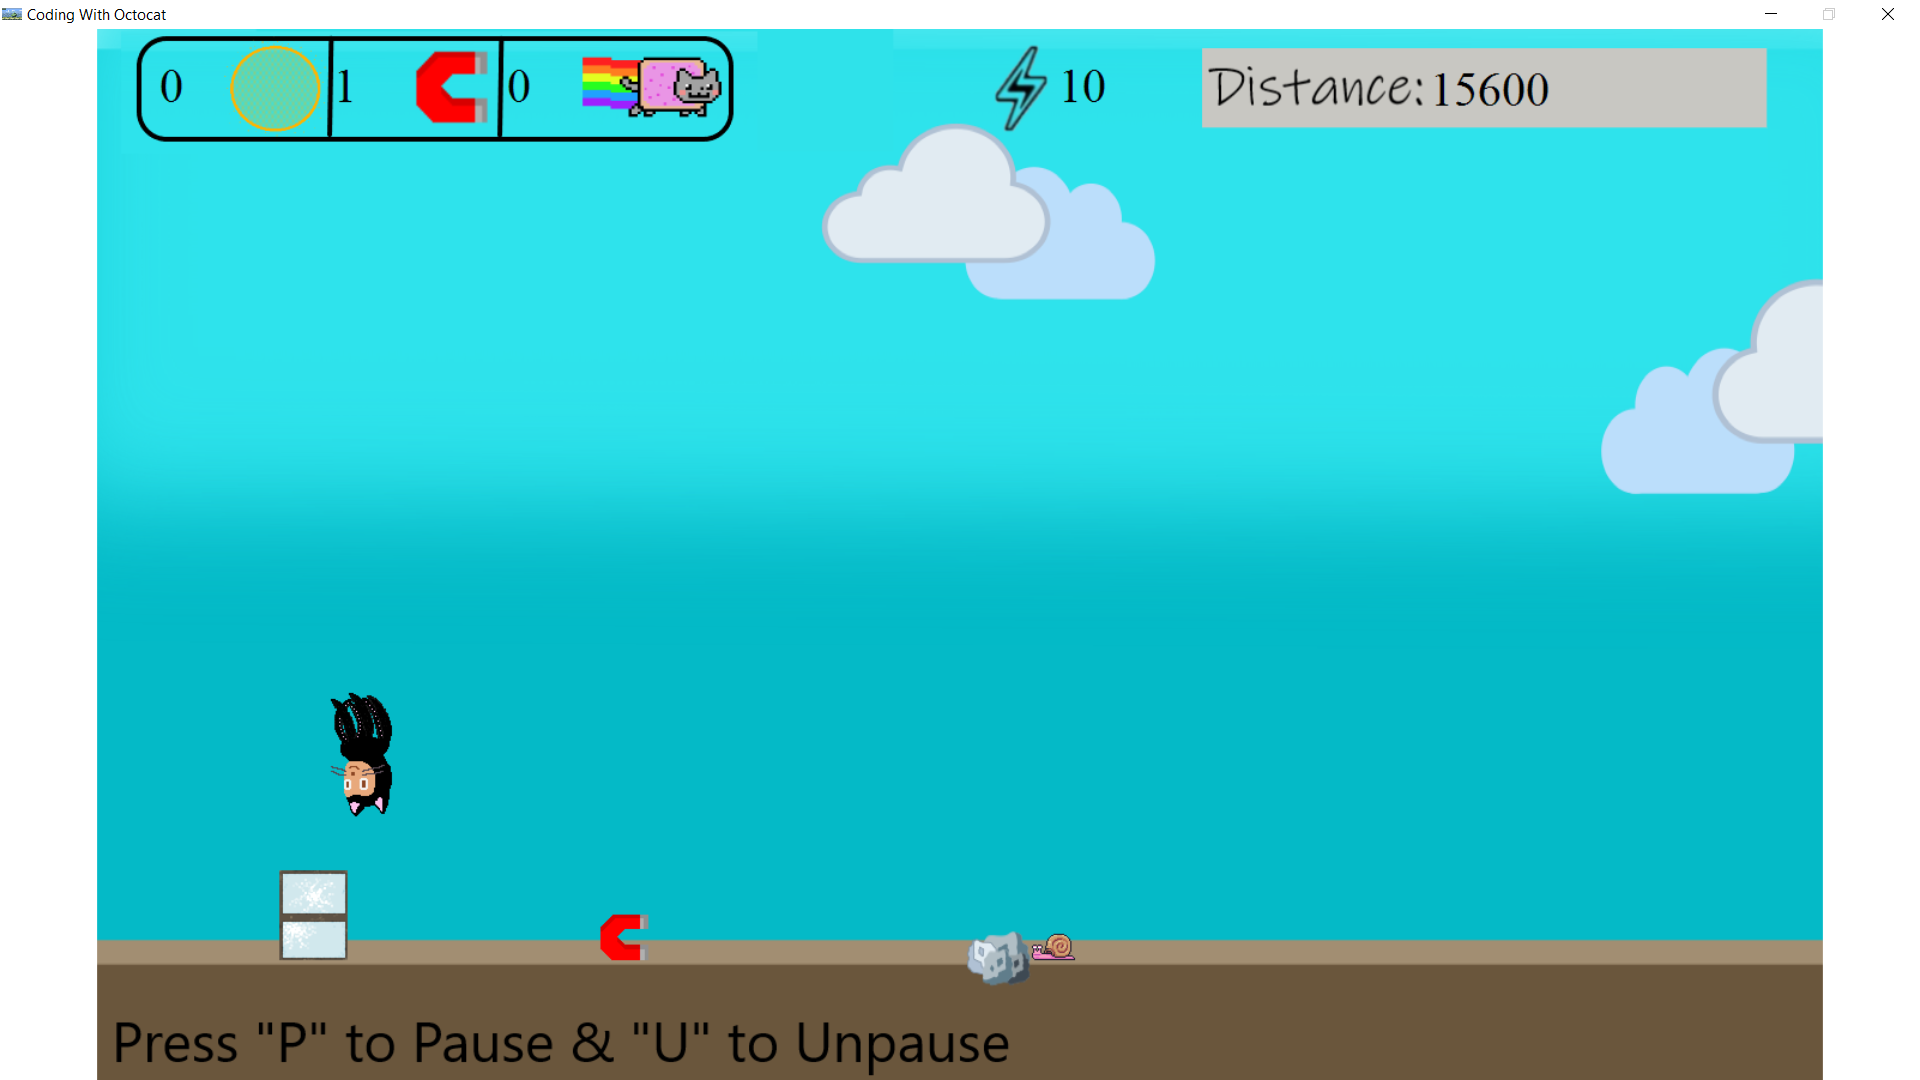 Coding With Octocat
0 1 0 10 Distance: 15600
Press "P" to Pause & "U" to Unpause